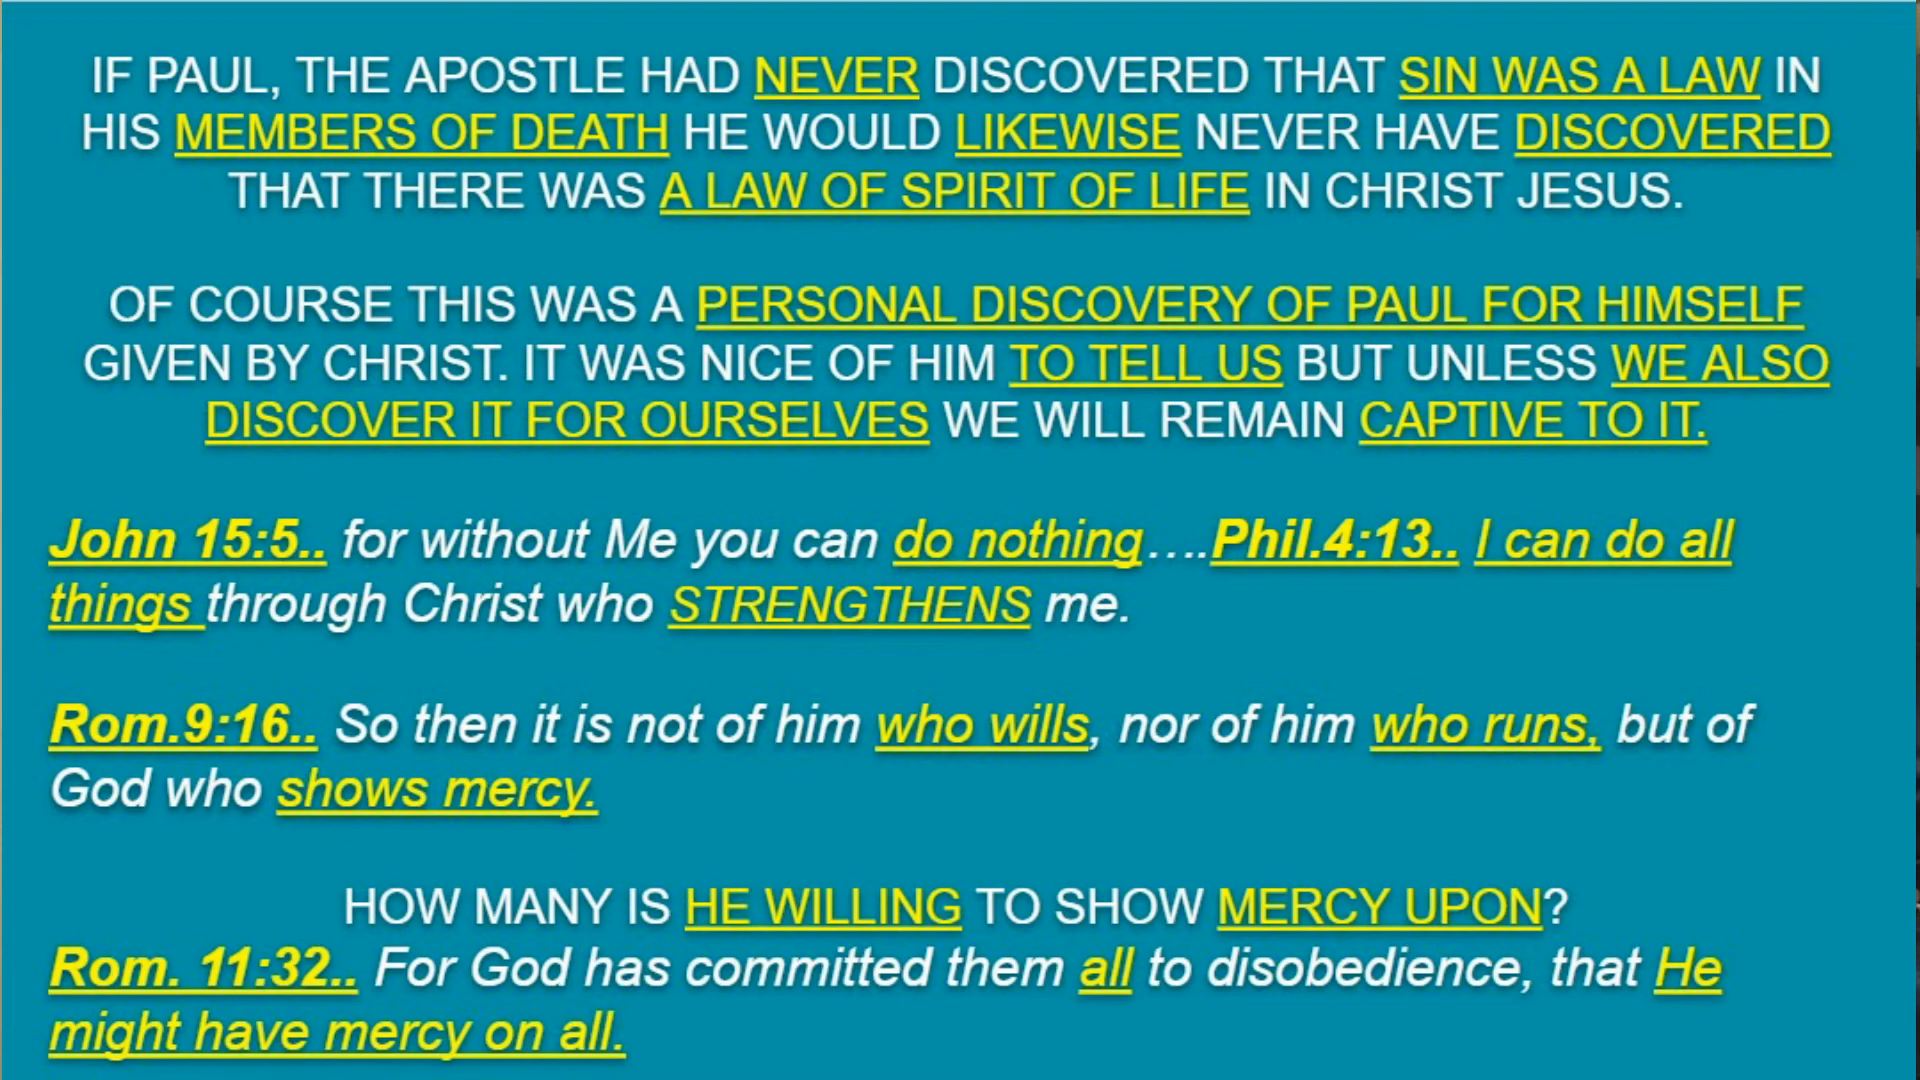 IF PAUL, THE APOSTLE HAD NEVER DISCOVERED THAT SIN WAS A LAW IN
HIS MEMBERS OF DEATH HE WOULD LIKEWISE NEVER HAVE DISCOVERED
THAT THERE WAS A LAW OF SPIRIT OF LIFE IN CHRIST JESUS.
OF COURSE THIS WAS A PERSONAL DISCOVERY OF PAUL FOR HIMSELF
GIVEN BY CHRIST. IT WAS NICE OF HIM TO TELL US BUT UNLESS WE ALSO
DISCOVER IT FOR OURSELVES WE WILL REMAIN CAPTIVE TO IT.
John 15:5.. for without Me you can do nothing….Phil.4:13.. I can do all
things through Christ who STRENGTHENS me.
Rom.9:16.. So then it is not of him who wills, nor of him who runs, but of
God who shows mercy.
HOW MANY IS HE WILLING TO SHOW MERCY UPON?
Rom. 11:32.. For God has committed them all to disobedience, that He
might have mercy on all.